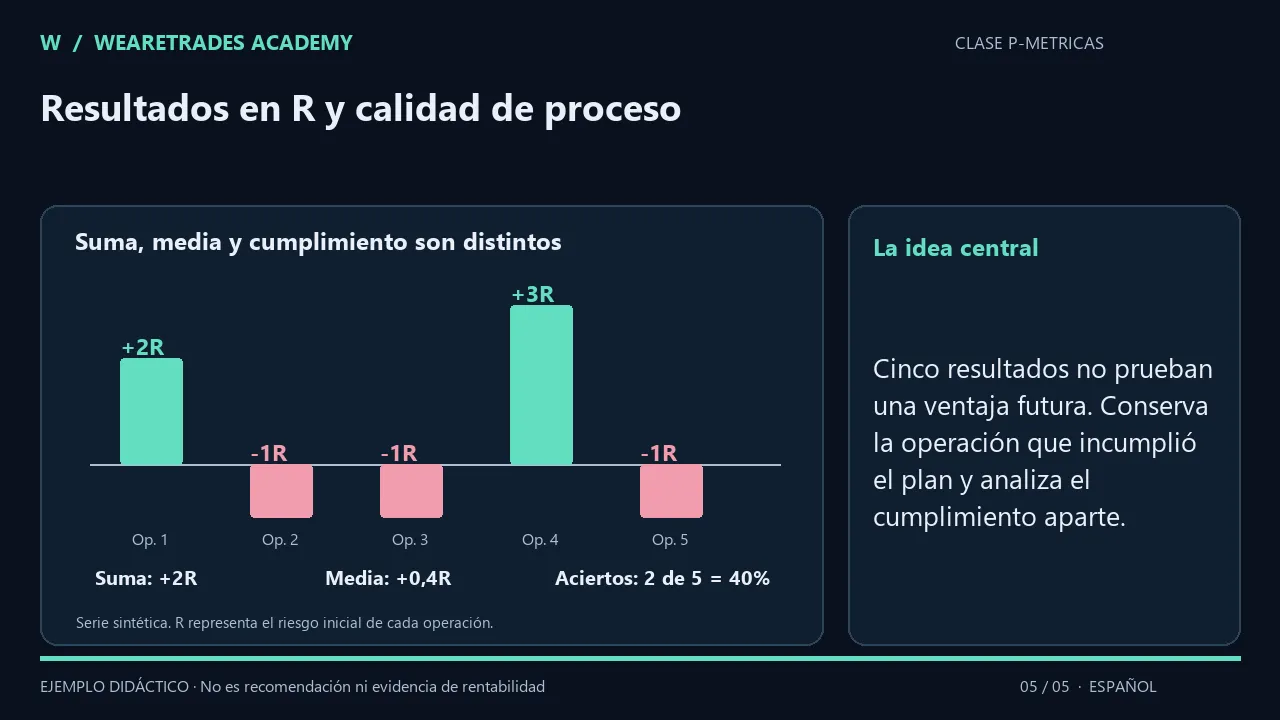 W / WEARETRADES ACADEMY
CLASE P-METRICAS
Resultados en R y calidad de proceso
Suma, media y cumplimiento son distintos
+2R
-1R
-1R
+3R
-1R
Op. 1
Op. 2
Op. 3
Op. 4
Op. 5
Suma: +2R
Media: +0,4R
Aciertos: 2 de 5 = 40%
Serie sintética. R representa el riesgo inicial de cada operación.
La idea central
Cinco resultados no prueban
una ventaja futura. Conserva
la operación que incumplió
el plan y analiza el
cumplimiento aparte.
EJEMPLO DIDÁCTICO · No es recomendación ni evidencia de rentabilidad
05 / 05 · ESPAÑOL